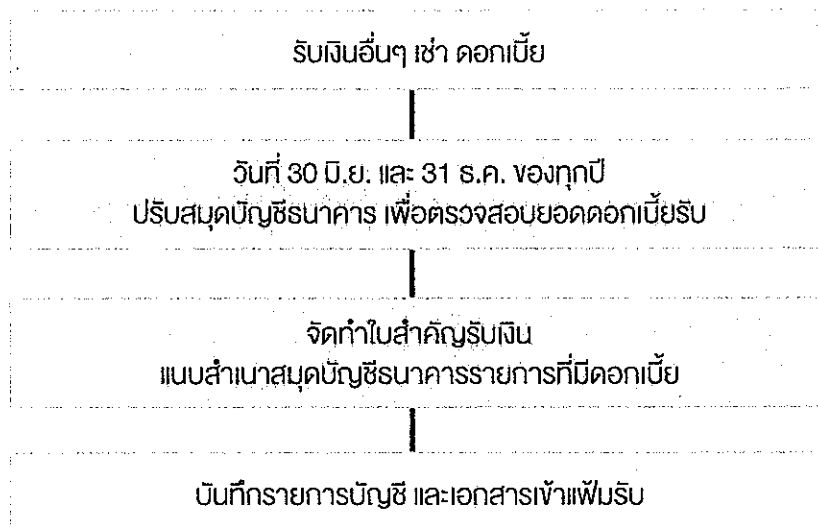 รับเงินอื่นๆ เช่า ดอกเบี้ย
วันที่ 30 มิ.ย. และ 31 ธ.ค. ของทุกปี
ปรับสมุดบัญชีธนาคาร เพื่อตรวจสอบยอดดอกเบี้ยรับ
จัดทำใบสำคัญรับเงิน
แนบสำเนาสมุดบัญชีธนาคารรายการที่มีดอกเบี้ย
บันทึกรายการบัญชี และเอกสารเข้าแฟ้มรับ